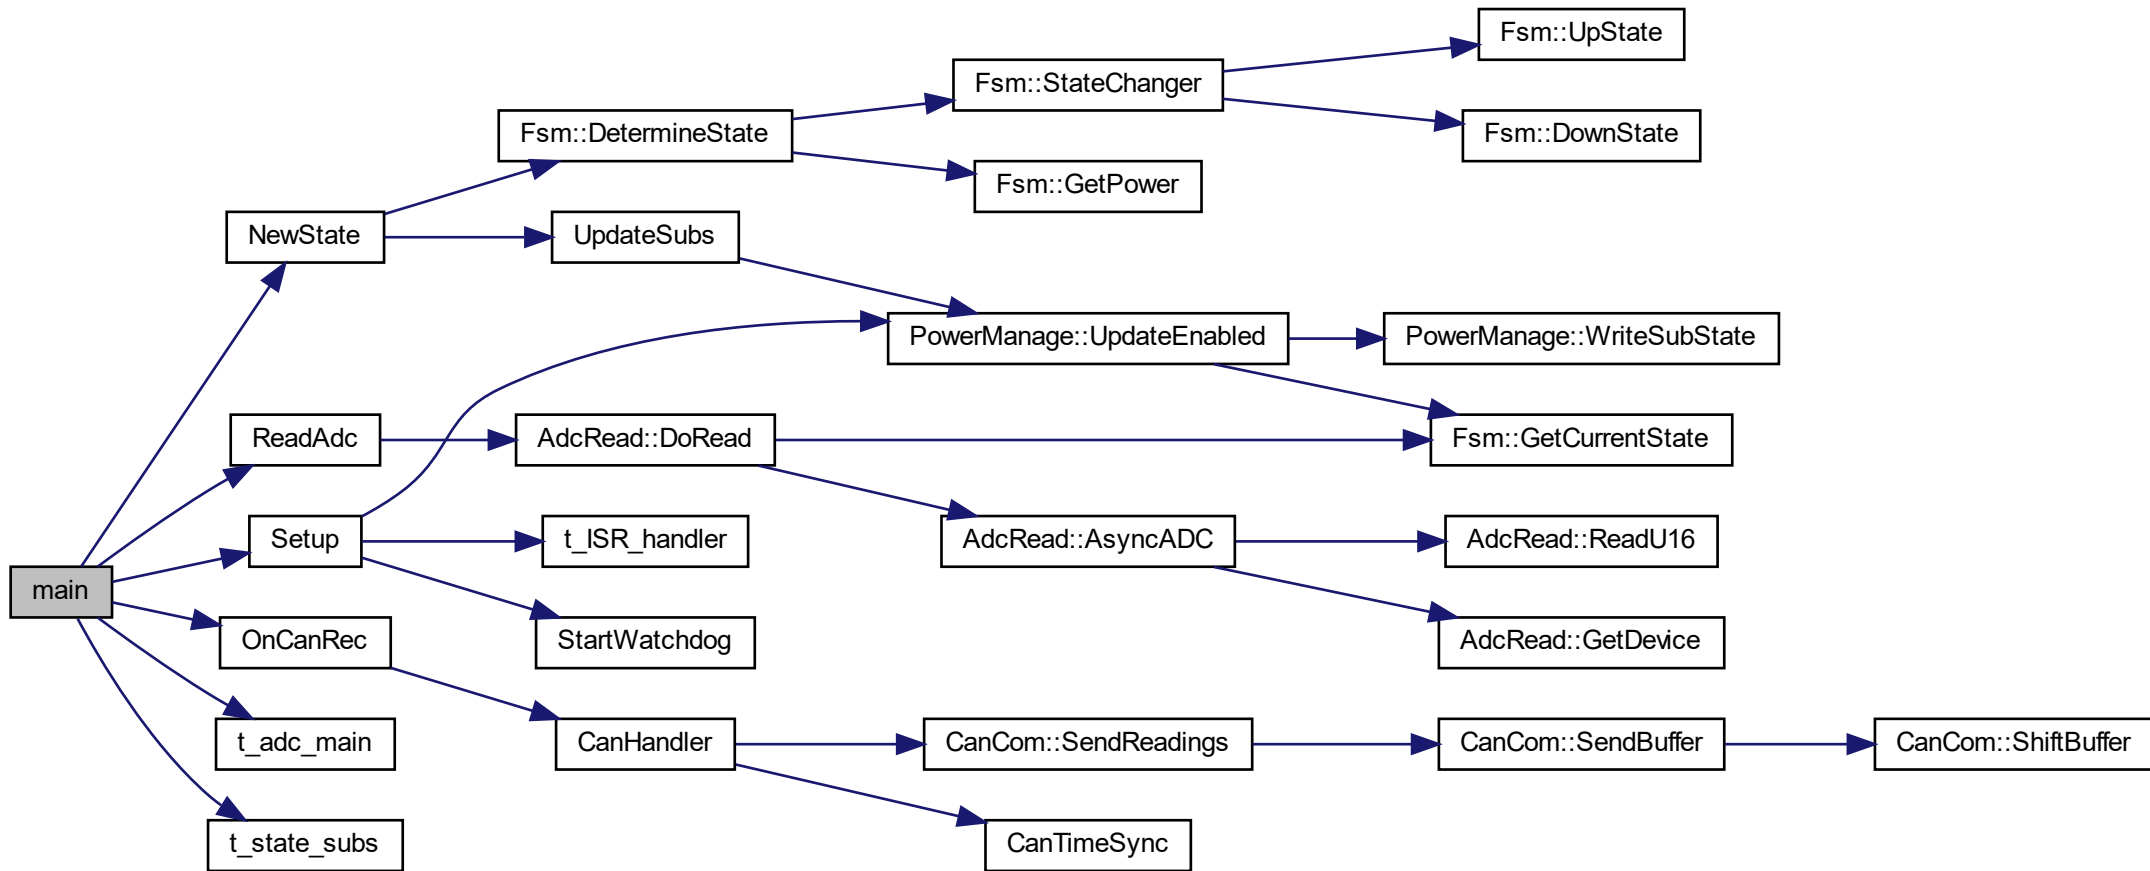 Fsm::UpState
Fsm::StateChanger
Fsm::DetermineState
Fsm::DownState
Fsm::GetPower
NewState
UpdateSubs
PowerManage::UpdateEnabled
PowerManage::WriteSubState
ReadAdc
AdcRead::DoRead
Fsm::GetCurrentState
Setup
t_ISR_handler
AdcRead::AsyncADC
AdcRead::ReadU16
main
OnCanRec
StartWatchdog
AdcRead::GetDevice
t_adc_main
CanHandler
CanCom::SendReadings
CanCom::SendBuffer
CanCom::ShiftBuffer
t_state_subs
CanTimeSync